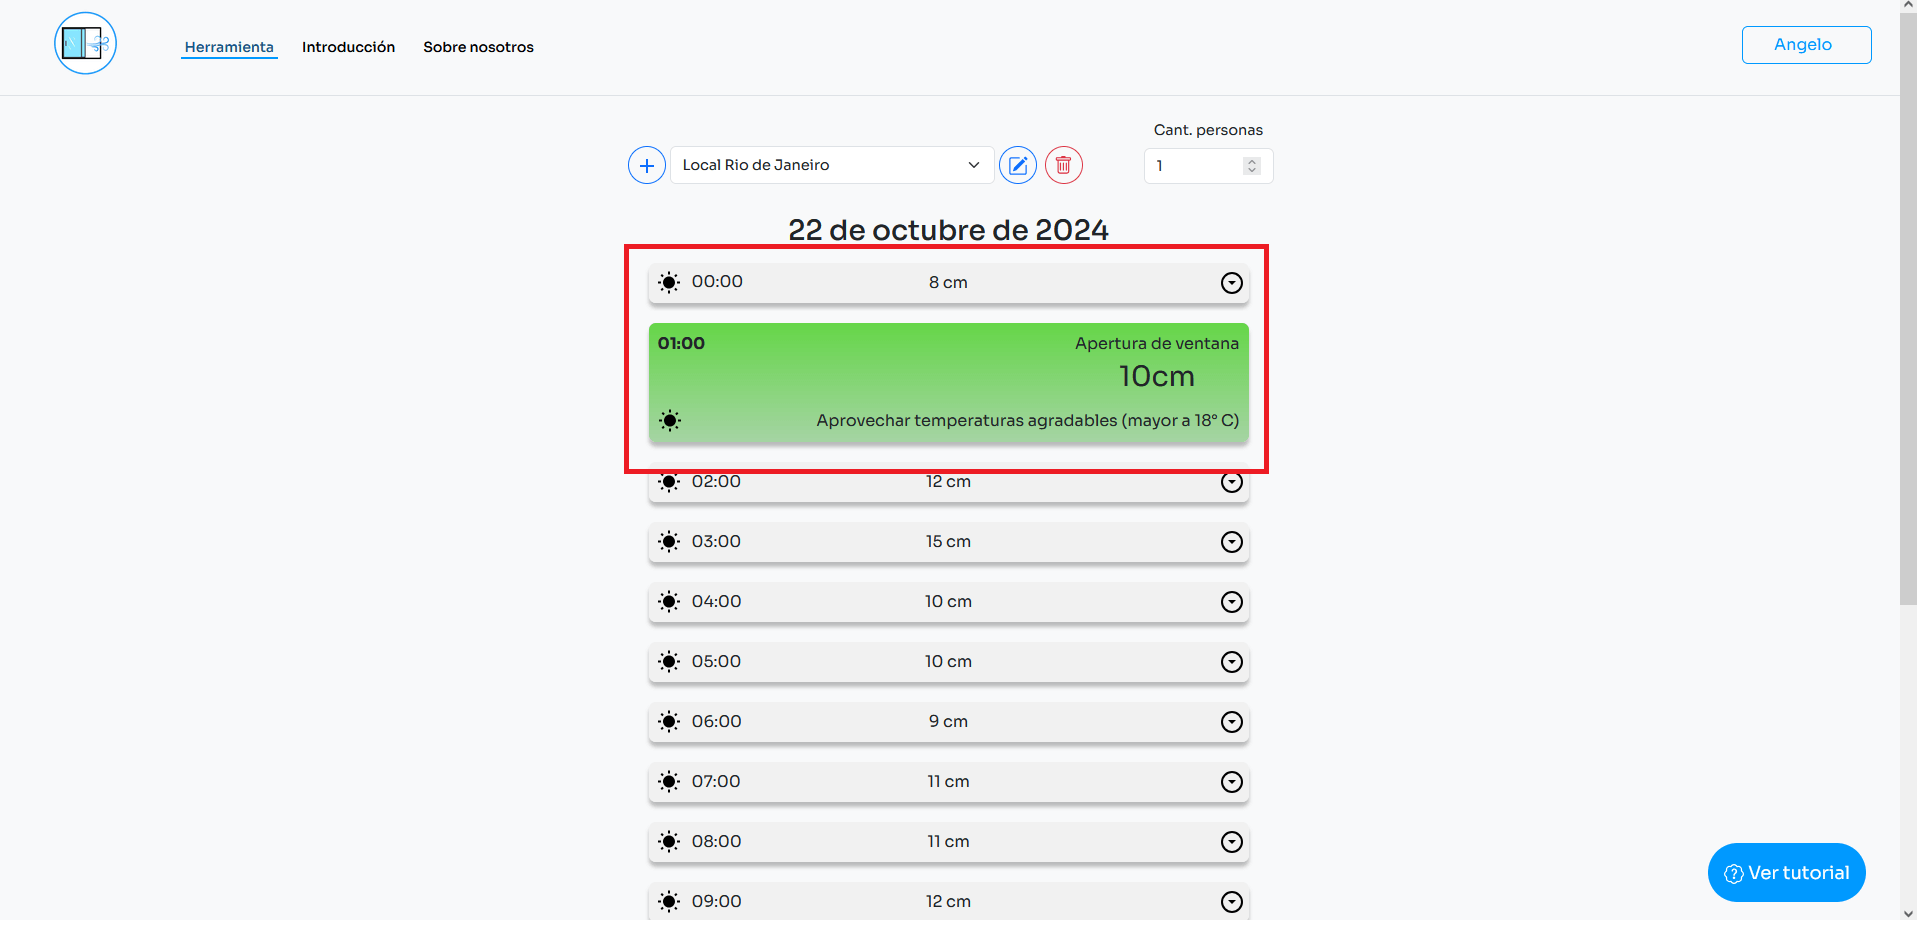 Herramienta Introducción Sobre nosotros Angelo
Cant. personas
Local Rio de Janeiro 1
22 de octubre de 2024
00:00 8 cm
01:00 Apertura de ventana
10cm
Aprovechar temperaturas agradables (mayor a 18° C)
02:00 12 cm
03:00 15 cm
04:00 10 cm
05:00 10 cm
06:00 9 cm
07:00 11 cm
08:00 11 cm
09:00 12 cm
? Ver tutorial